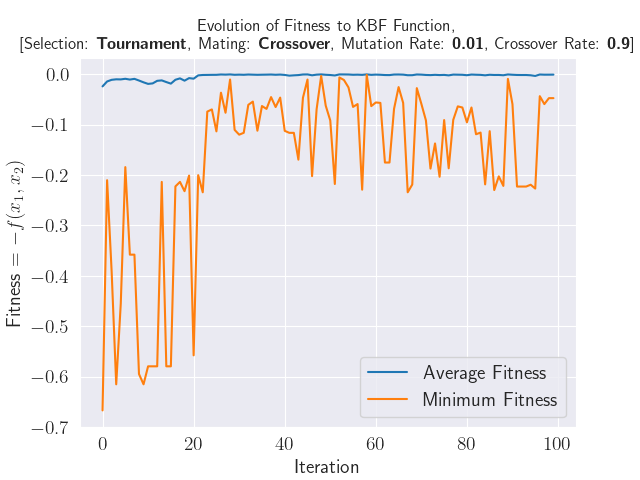 Evolution of Fitness to KBF Function,
[Selection: Tournament, Mating: Crossover, Mutation Rate: 0.01, Crossover Rate: 0.9]
0.0
−0.1
−0.2
−0.3
−0.4
−0.5
−0.6
−0.7
Fitness = −f(x₁, x₂)
Average Fitness
Minimum Fitness
0 20 40 60 80 100
Iteration